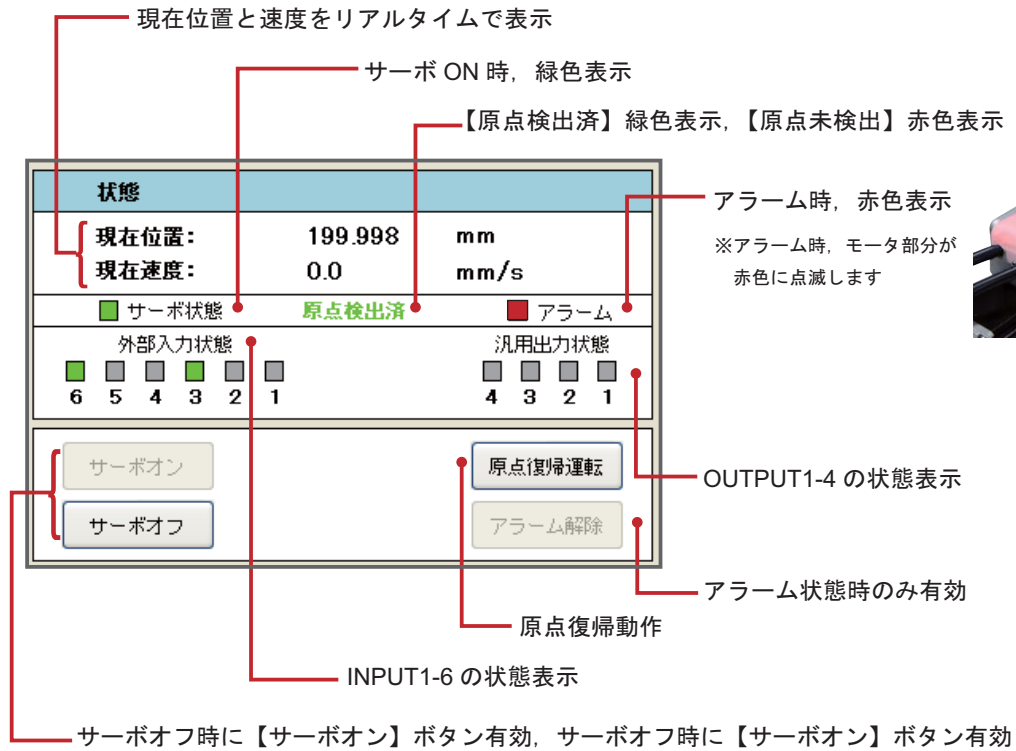 現在位置と速度をリアルタイムで表示
サーボ ON 時，緑色表示
【原点検出済】緑色表示，【原点未検出】赤色表示
アラーム時，赤色表示
※アラーム時，モータ部分が
赤色に点滅します
状態
現在位置： 199.998 mm
現在速度： 0.0 mm/s
サーボ状態 原点検出済 アラーム
外部入力状態 汎用出力状態
6 5 4 3 2 1 4 3 2 1
サーボオン 原点復帰運転
サーボオフ アラーム解除
OUTPUT1-4 の状態表示
アラーム状態時のみ有効
原点復帰動作
INPUT1-6 の状態表示
サーボオフ時に【サーボオン】ボタン有効，サーボオフ時に【サーボオン】ボタン有効